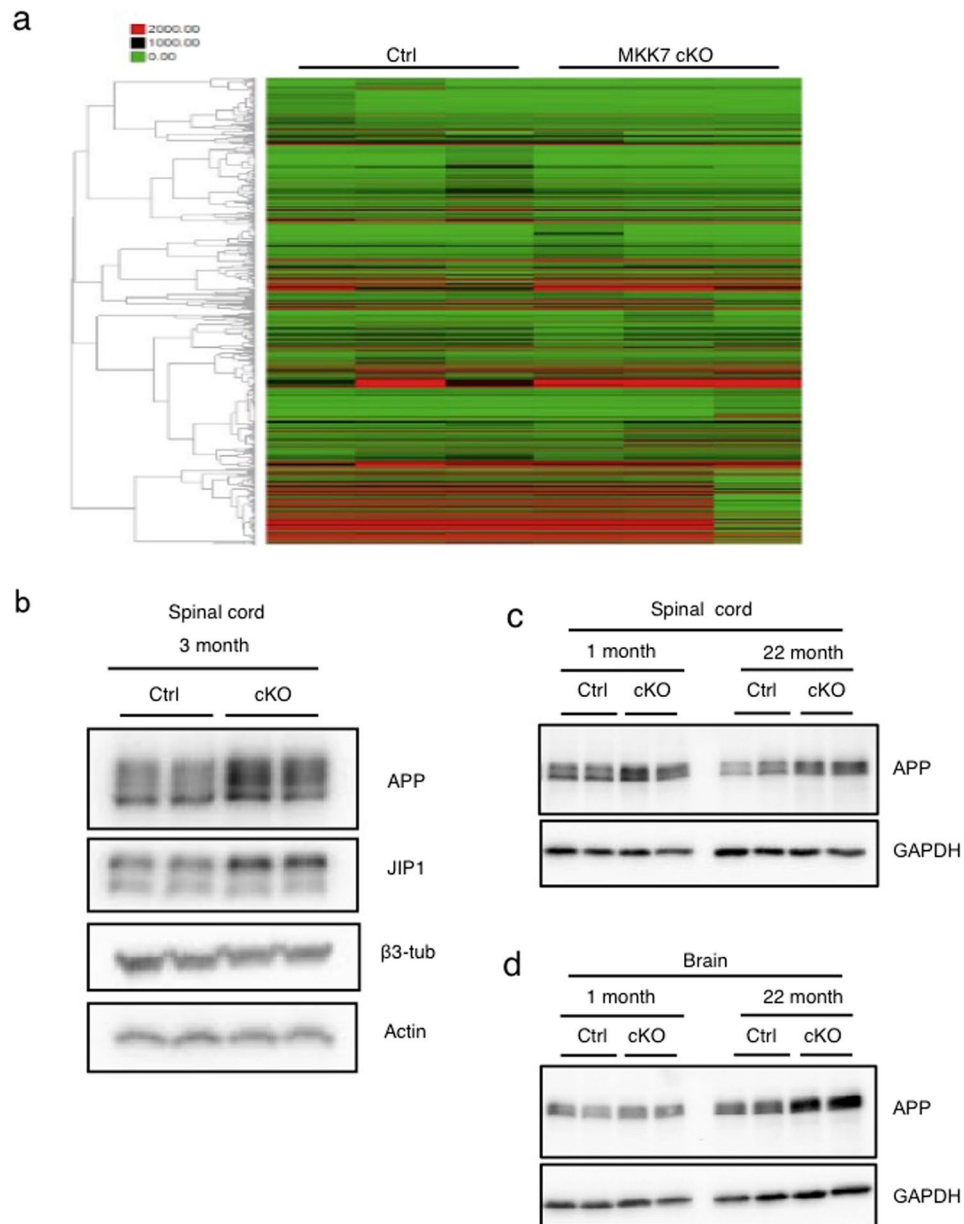 a
2000.00
1000.00
0.00
Ctrl MKK7 cKO
b
Spinal cord
3 month
Ctrl cKO
APP
JIP1
β3-tub
Actin
c
Spinal cord
1 month 22 month
Ctrl cKO Ctrl cKO
APP
GAPDH
d
Brain
1 month 22 month
Ctrl cKO Ctrl cKO
APP
GAPDH